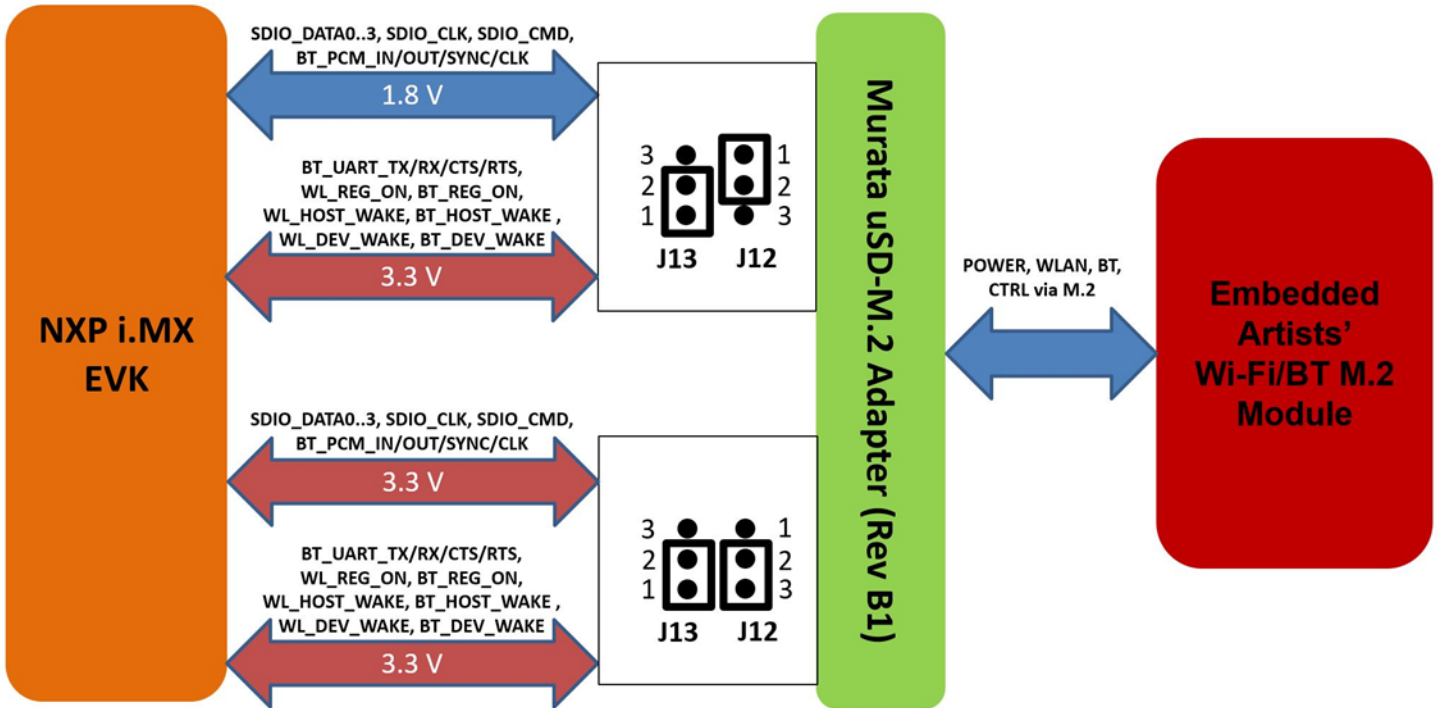 NXP i.MX
EVK
SDIO_DATA0..3, SDIO_CLK, SDIO_CMD,
BT_PCM_IN/OUT/SYNC/CLK
1.8 V
BT_UART_TX/RX/CTS/RTS,
WL_REG_ON, BT_REG_ON,
WL_HOST_WAKE, BT_HOST_WAKE ,
WL_DEV_WAKE, BT_DEV_WAKE
3.3 V
3 1
2 2
1 3
J13 J12
SDIO_DATA0..3, SDIO_CLK, SDIO_CMD,
BT_PCM_IN/OUT/SYNC/CLK
3.3 V
BT_UART_TX/RX/CTS/RTS,
WL_REG_ON, BT_REG_ON,
WL_HOST_WAKE, BT_HOST_WAKE ,
WL_DEV_WAKE, BT_DEV_WAKE
3.3 V
3 1
2 2
1 3
J13 J12
Murata uSD-M.2 Adapter (Rev B1)
POWER, WLAN, BT,
CTRL via M.2
Embedded
Artists'
Wi-Fi/BT M.2
Module